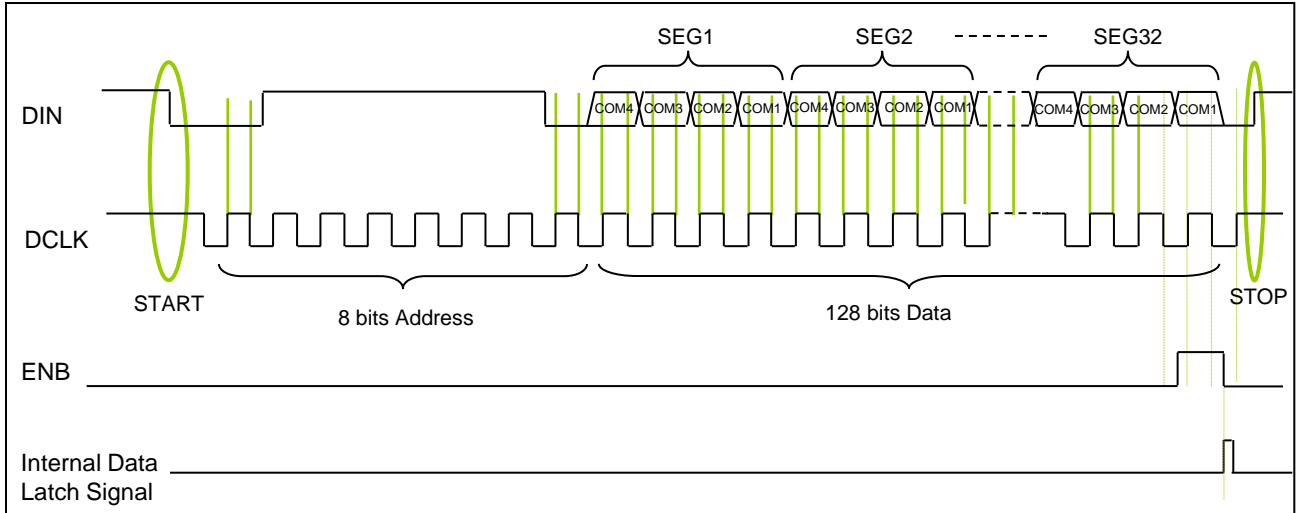 SEG1 SEG2 SEG32
DIN COM4 COM3 COM2 COM1 COM4 COM3 COM2 COM1 COM4 COM3 COM2 COM1
DCLK
START 8 bits Address 128 bits Data STOP
ENB
Internal Data
Latch Signal